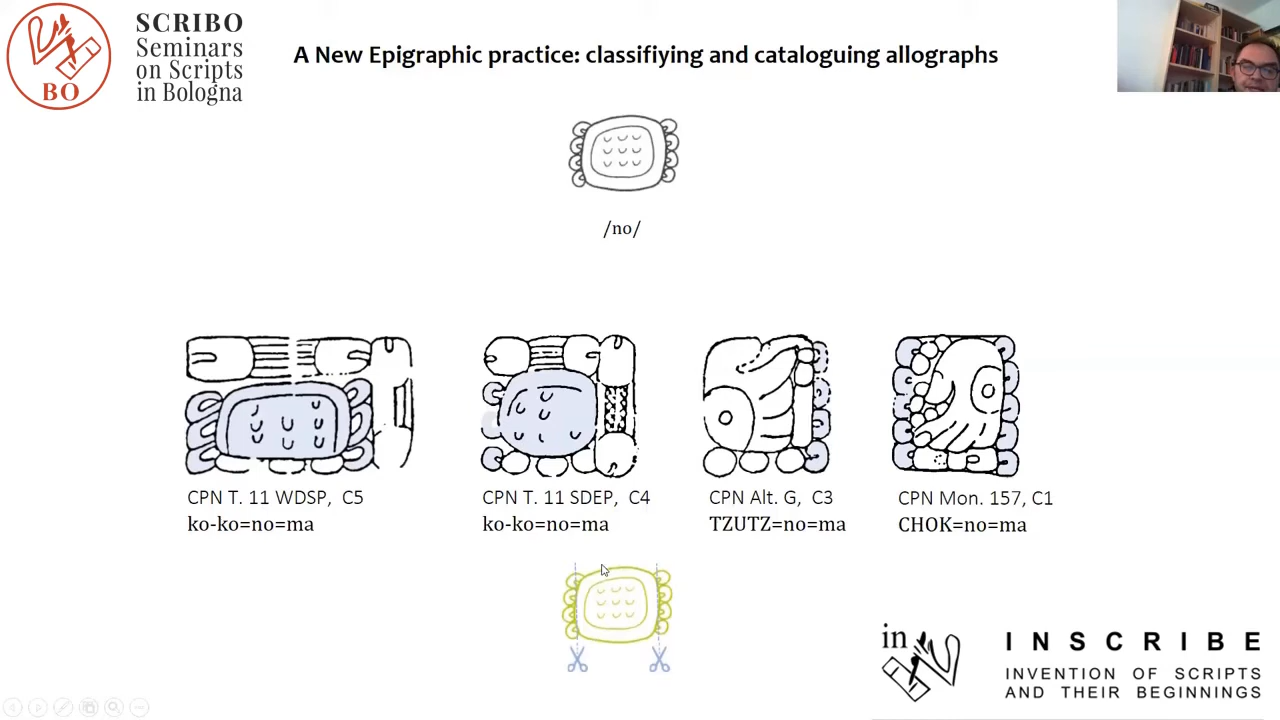 SCRIBO
Seminars
on Scripts
in Bologna
BO
A New Epigraphic practice: classifiying and cataloguing allographs
/no/
CPN T. 11 WDSP, C5
ko-ko=no=ma
CPN T. 11 SDEP, C4
ko-ko=no=ma
CPN Alt. G, C3
TZUTZ=no=ma
CPN Mon. 157, C1
CHOK=no=ma
in
INSCRIBE
INVENTION OF SCRIPTS
AND THEIR BEGINNINGS